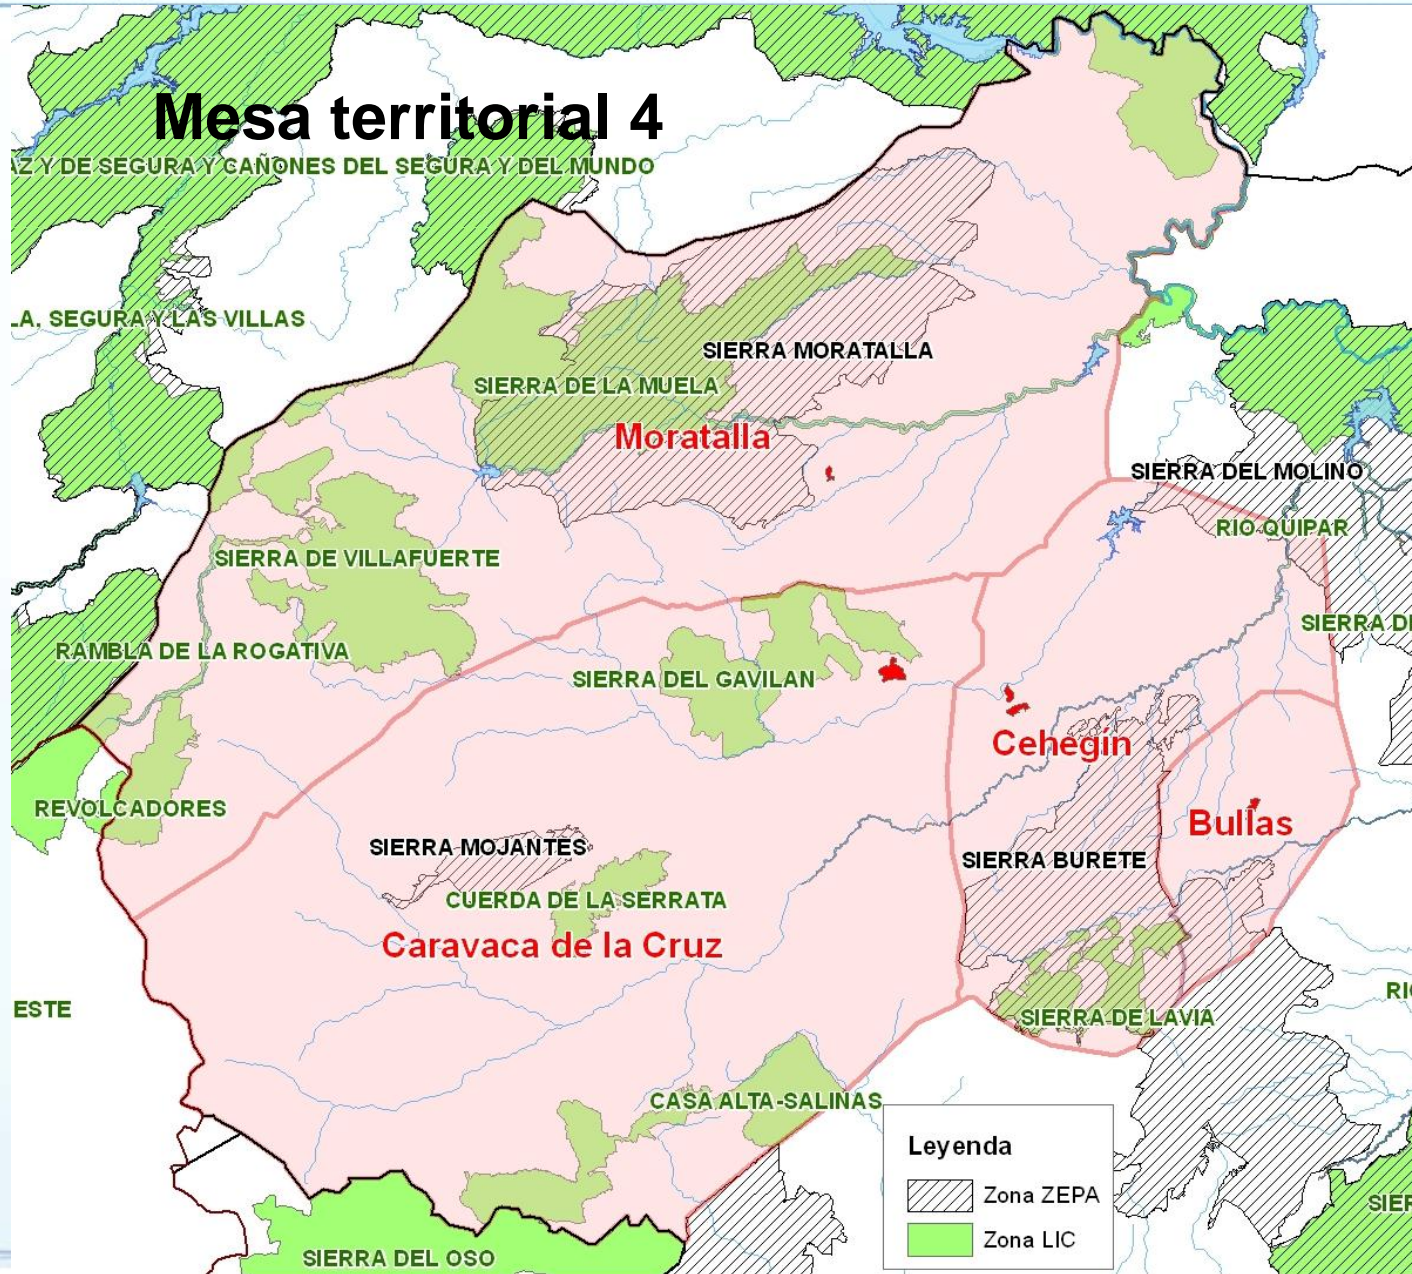 Mesa territorial 4
AZ Y DE SEGURA Y CAÑONES DEL SEGURA Y DEL MUNDO
LA, SEGURA Y LAS VILLAS
SIERRA MORATALLA
SIERRA DE LA MUELA
Moratalla
SIERRA DEL MOLINO
RIO QUIPAR
SIERRA DE VILLAFUERTE
SIERRA DE
RAMBLA DE LA ROGATIVA
SIERRA DEL GAVILAN
Cehegín
REVOLCADORES
Bullas
SIERRA MOJANTES
SIERRA BURETE
CUERDA DE LA SERRATA
Caravaca de la Cruz
ESTE
SIERRA DE LAVIA
CASA ALTA-SALINAS
Leyenda
Zona ZEPA
Zona LIC
SIERRA DEL OSO